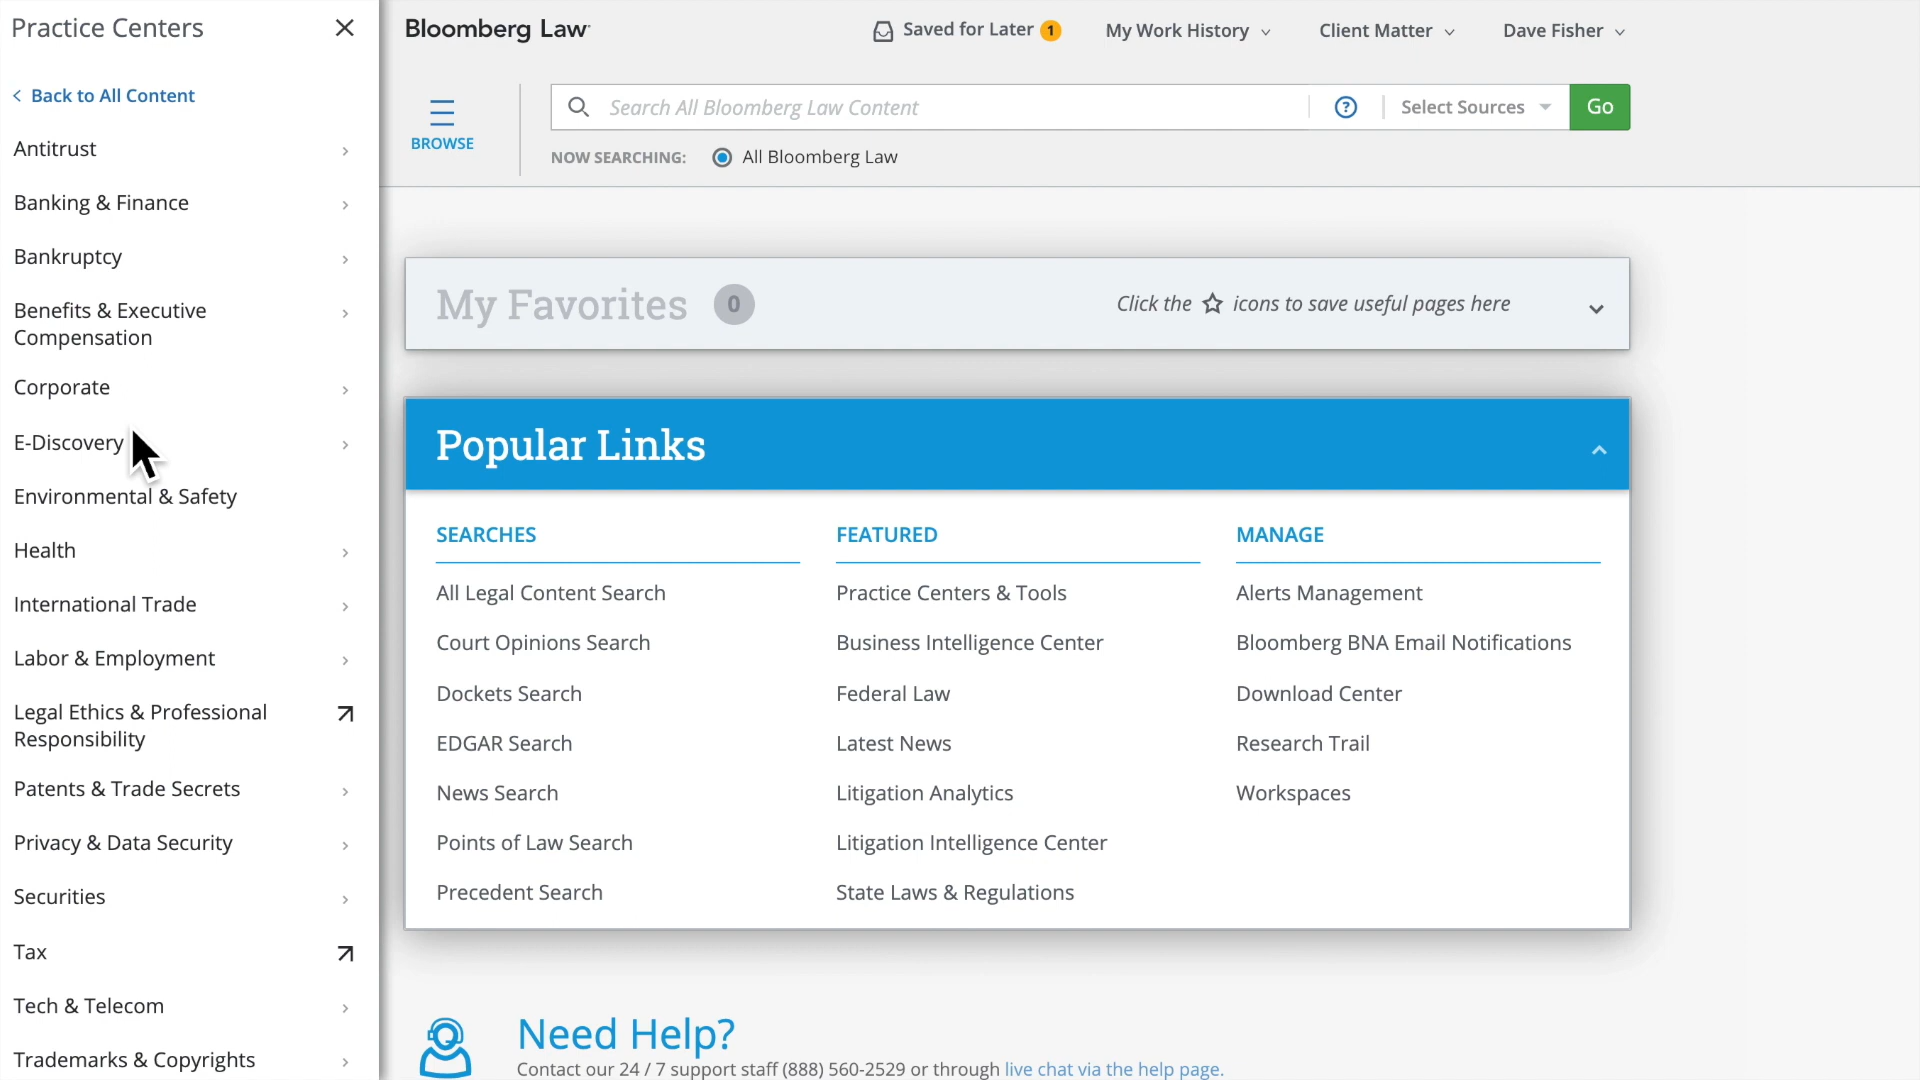 Practice Centers
Back to All Content
Antitrust
Banking & Finance
Bankruptcy
Benefits & Executive
Compensation
Corporate
E-Discovery
Environmental & Safety
Health
International Trade
Labor & Employment
Legal Ethics & Professional
Responsibility
Patents & Trade Secrets
Privacy & Data Security
Securities
Tax
Tech & Telecom
Trademarks & Copyrights
Bloomberg Law
Saved for Later 1
My Work History
Client Matter
Dave Fisher
BROWSE
Search All Bloomberg Law Content
?
Select Sources
Go
NOW SEARCHING: All Bloomberg Law
My Favorites 0
Click the ☆ icons to save useful pages here
Popular Links
SEARCHES
All Legal Content Search
Court Opinions Search
Dockets Search
EDGAR Search
News Search
Points of Law Search
Precedent Search
FEATURED
Practice Centers & Tools
Business Intelligence Center
Federal Law
Latest News
Litigation Analytics
Litigation Intelligence Center
State Laws & Regulations
MANAGE
Alerts Management
Bloomberg BNA Email Notifications
Download Center
Research Trail
Workspaces
Need Help?
Contact our 24 / 7 support staff (888) 560-2529 or through live chat via the help page.